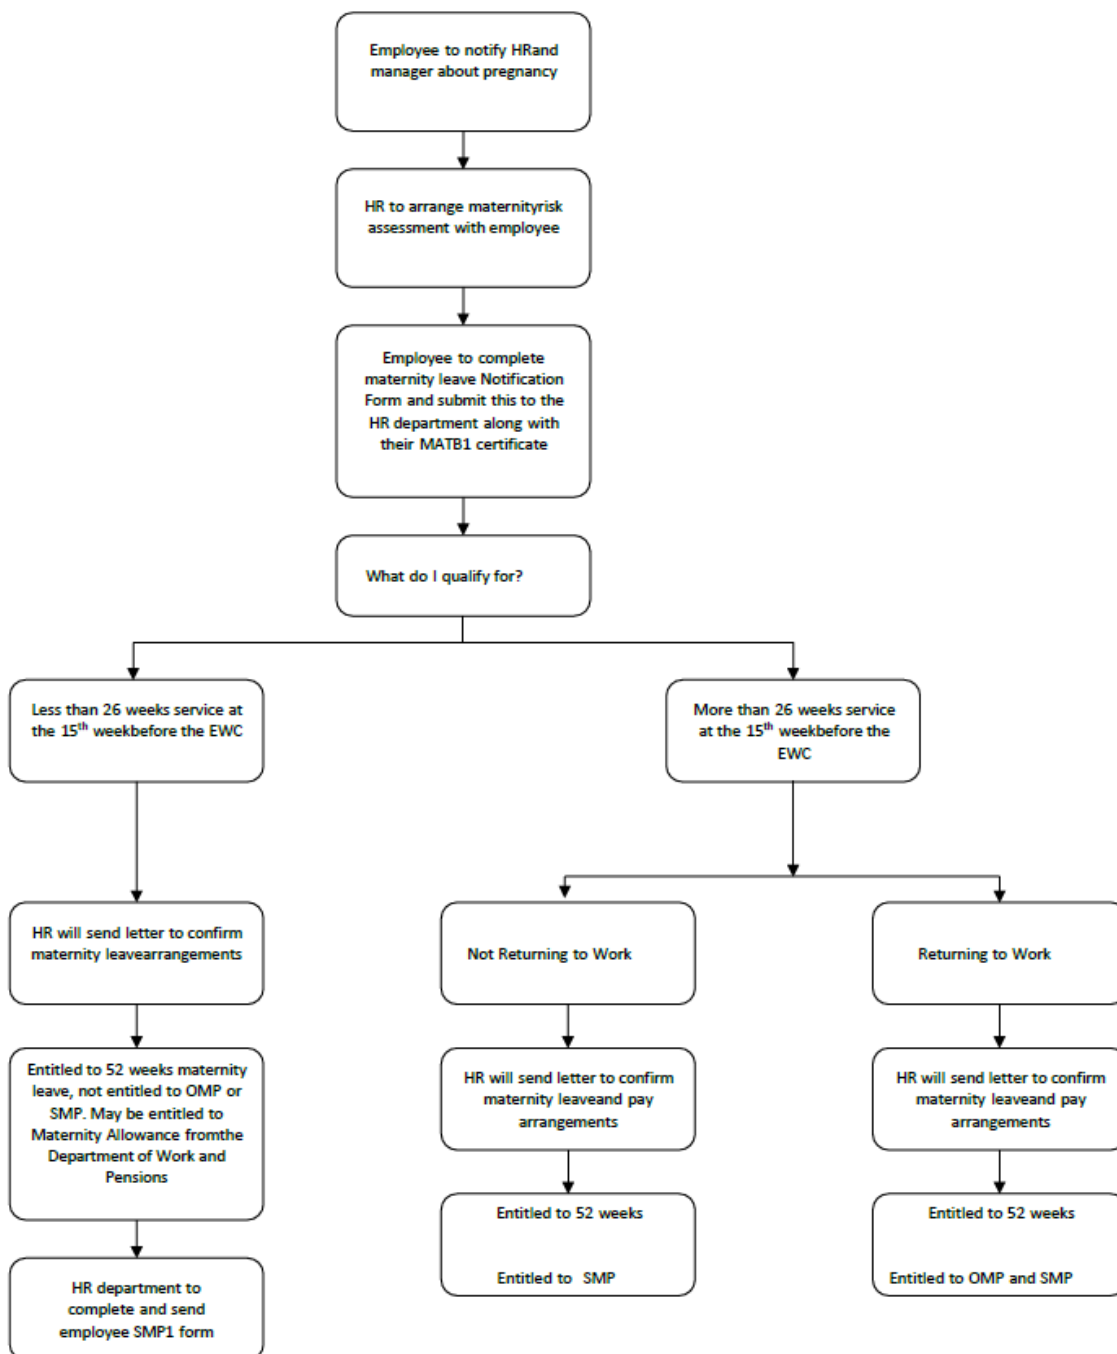 Employee to notify HRand
manager about pregnancy
HR to arrange maternityrisk
assessment with employee
Employee to complete
maternity leave Notification
Form and submit this to the
HR department along with
their MATB1 certificate
What do I qualify for?
Less than 26 weeks service at
the 15th weekbefore the EWC
More than 26 weeks service
at the 15th weekbefore the
EWC
HR will send letter to confirm
maternity leavearrangements
Not Returning to Work
Returning to Work
Entitled to 52 weeks maternity
leave, not entitled to OMP or
SMP. May be entitled to
Maternity Allowance fromthe
Department of Work and
Pensions
HR will send letter to confirm
maternity leaveand pay
arrangements
HR will send letter to confirm
maternity leaveand pay
arrangements
HR department to
complete and send
employee SMP1 form
Entitled to 52 weeks
Entitled to SMP
Entitled to 52 weeks
Entitled to OMP and SMP